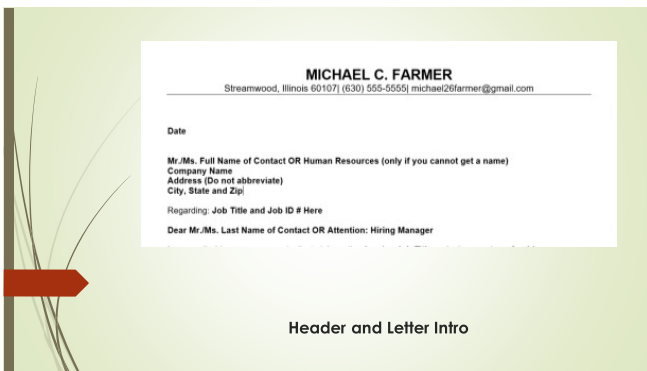 MICHAEL C. FARMER
Streamwood, Illinois 60107| (630) 555-5555| michael26farmer@gmail.com
Date
Mr./Ms. Full Name of Contact OR Human Resources (only if you cannot get a name)
Company Name
Address (Do not abbreviate)
City, State and Zip
Regarding: Job Title and Job ID # Here
Dear Mr./Ms. Last Name of Contact OR Attention: Hiring Manager
Header and Letter Intro